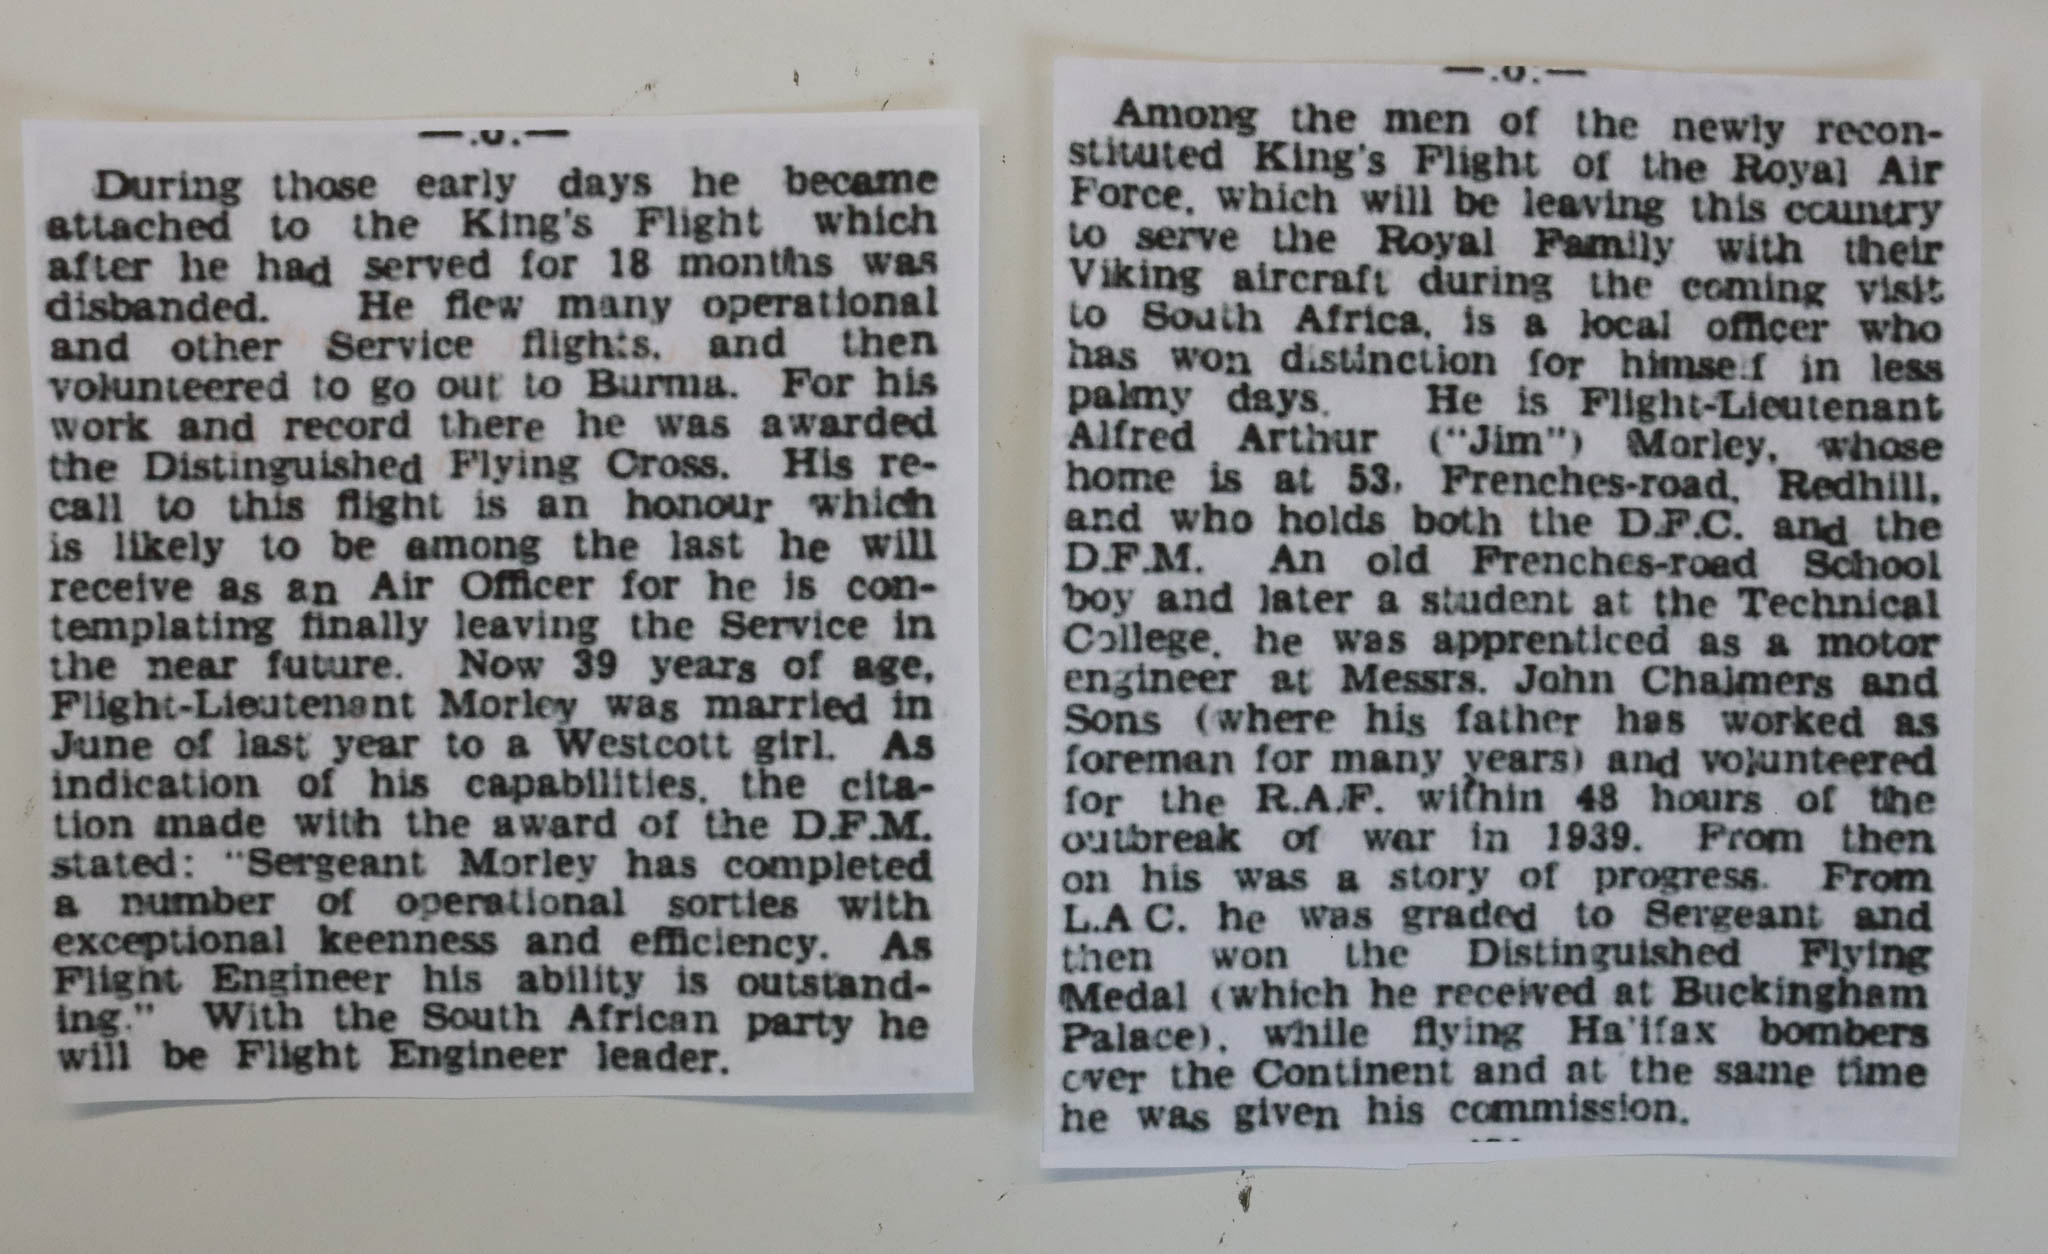 During those early days he became
attached to the King's Flight which
after he had served for 18 months was
disbanded. He flew many operational
and other Service flights, and then
volunteered to go out to Burma. For his
work and record there he was awarded
the Distinguished Flying Cross. His re-
call to this flight is an honour which
is likely to be among the last he will
receive as an Air Officer for he is con-
templating finally leaving the Service in
the near future. Now 39 years of age,
Flight-Lieutenant Morley was married in
June of last year to a Westcott girl. As
indication of his capabilities, the cita-
tion made with the award of the D.F.M.
stated: "Sergeant Morley has completed
a number of operational sorties with
exceptional keenness and efficiency. As
Flight Engineer his ability is outstand-
ing." With the South African party he
will be Flight Engineer leader.
Among the men of the newly recon-
stituted King's Flight of the Royal Air
Force, which will be leaving this country
to serve the Royal Family with their
Viking aircraft during the coming visit
to South Africa, is a local officer who
has won distinction for himself in less
palmy days. He is Flight-Lieutenant
Alfred Arthur ("Jim") Morley, whose
home is at 53, Frenches-road, Redhill,
and who holds both the D.F.C. and the
D.F.M. An old Frenches-road School
boy and later a student at the Technical
College, he was apprenticed as a motor
engineer at Messrs. John Chalmers and
Sons (where his father has worked as
foreman for many years) and volunteered
for the R.A.F. within 48 hours of the
outbreak of war in 1939. From then
on his was a story of progress. From
L.A C. he was graded to Sergeant and
then won the Distinguished Flying
Medal (which he received at Buckingham
Palace), while flying Ha'ifax bombers
over the Continent and at the same time
he was given his commission.